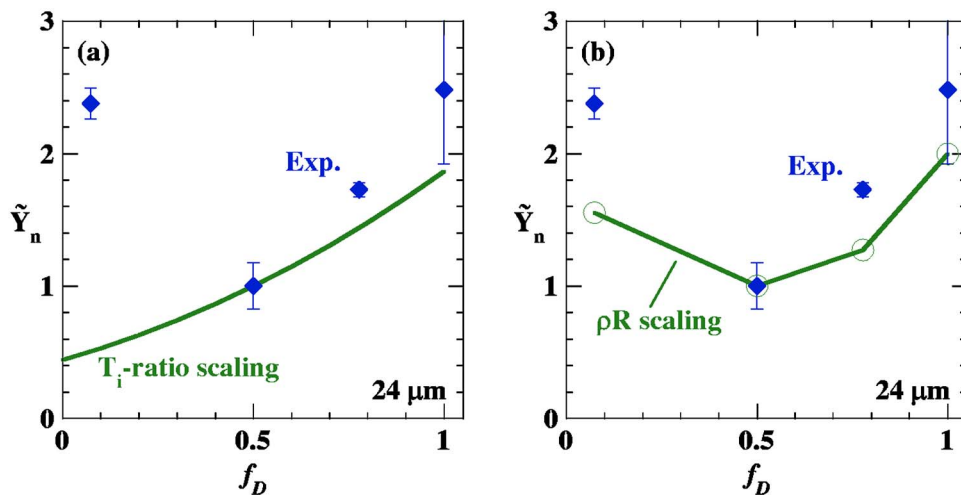 3
(a)
2
Exp.
Ỹn
1
Ti-ratio scaling
24 μm
0
0
0.5
1
fD
3
(b)
2
Exp.
Ỹn
1
ρR scaling
24 μm
0
0
0.5
1
fD